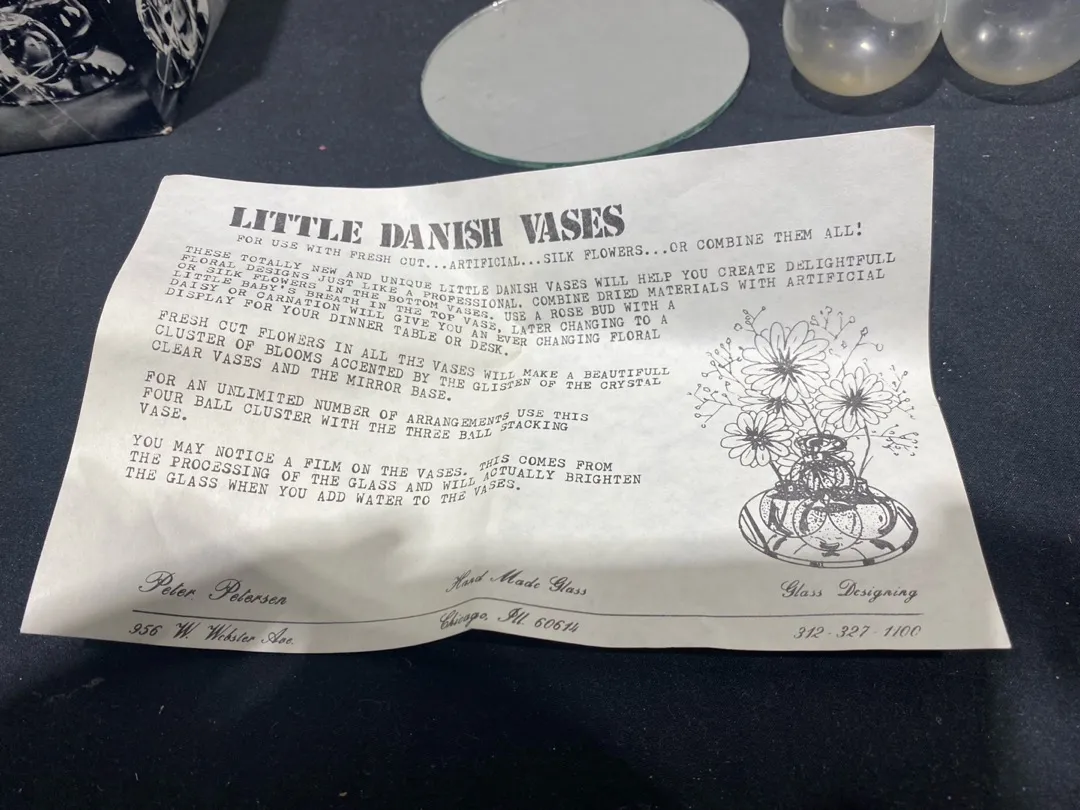 LITTLE DANISH VASES
FOR USE WITH FRESH CUT...ARTIFICIAL...SILK FLOWERS...OR COMBINE THEM ALL!
THESE TOTALLY NEW AND UNIQUE LITTLE DANISH VASES WILL HELP YOU CREATE DELIGHTFULL
FLORAL DESIGNS JUST LIKE A PROFESSIONAL. COMBINE DRIED MATERIALS WITH ARTIFICIAL
OR SILK FLOWERS IN THE BOTTOM VASES. USE A ROSE BUD WITH A
LITTLE BABY'S BREATH IN THE TOP VASE, LATER CHANGING TO A
DAISY OR CARNATION WILL GIVE YOU AN EVER CHANGING FLORAL
DISPLAY FOR YOUR DINNER TABLE OR DESK.
FRESH CUT FLOWERS IN ALL THE VASES WILL MAKE A BEAUTIFULL
CLUSTER OF BLOOMS ACCENTED BY THE GLISTEN OF THE CRYSTAL
CLEAR VASES AND THE MIRROR BASE.
FOR AN UNLIMITED NUMBER OF ARRANGEMENTS USE THIS
FOUR BALL CLUSTER WITH THE THREE BALL STACKING
VASE.
YOU MAY NOTICE A FILM ON THE VASES. THIS COMES FROM
THE PROCESSING OF THE GLASS AND WILL ACTUALLY BRIGHTEN
THE GLASS WHEN YOU ADD WATER TO THE VASES.
Peter Petersen Hand Made Glass Glass Designing
956 W. Webster Ave. Chicago, Ill. 60614 312-327-1100